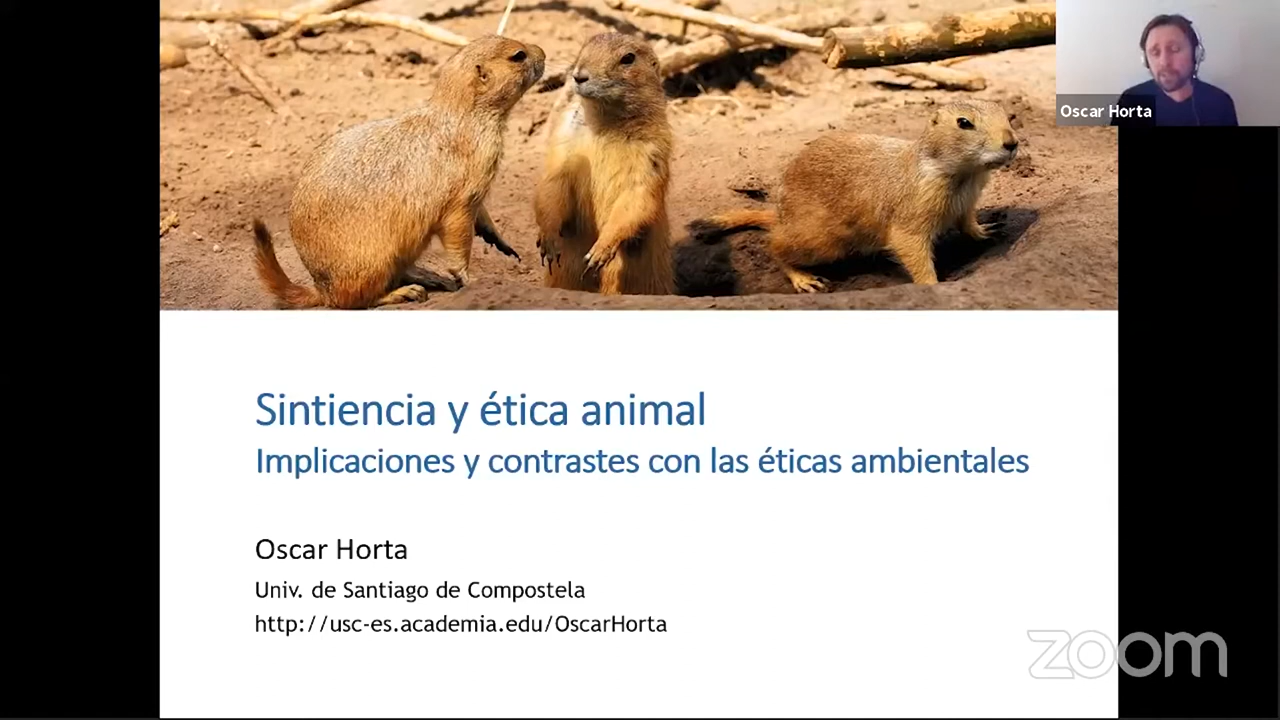 Oscar Horta
Sintiencia y ética animal
Implicaciones y contrastes con las éticas ambientales
Oscar Horta
Univ. de Santiago de Compostela
http://usc-es.academia.edu/OscarHorta
zoom